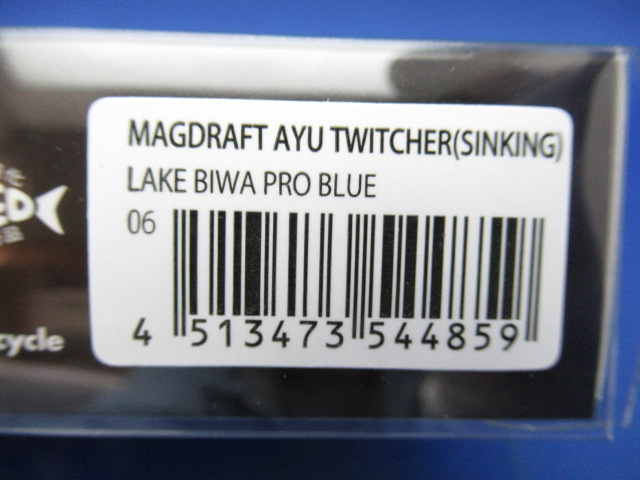 MAGDRAFT AYU TWITCHER(SINKING)
LAKE BIWA PRO BLUE
06
4 513473 544859
cycle